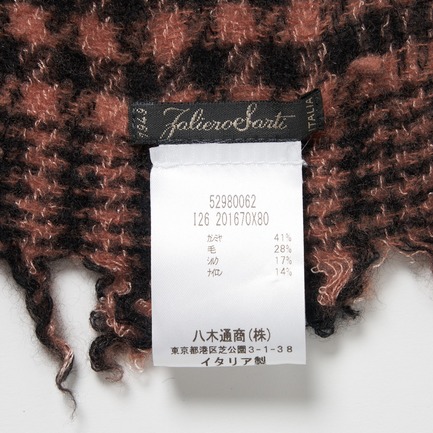 1949
Faliero Sarti
ITALIA
52980062
I26 201670X80
カシミヤ 41%
毛 28%
シルク 17%
ナイロン 14%
八木通商(株)
東京都港区芝公園3-1-38
イタリア製